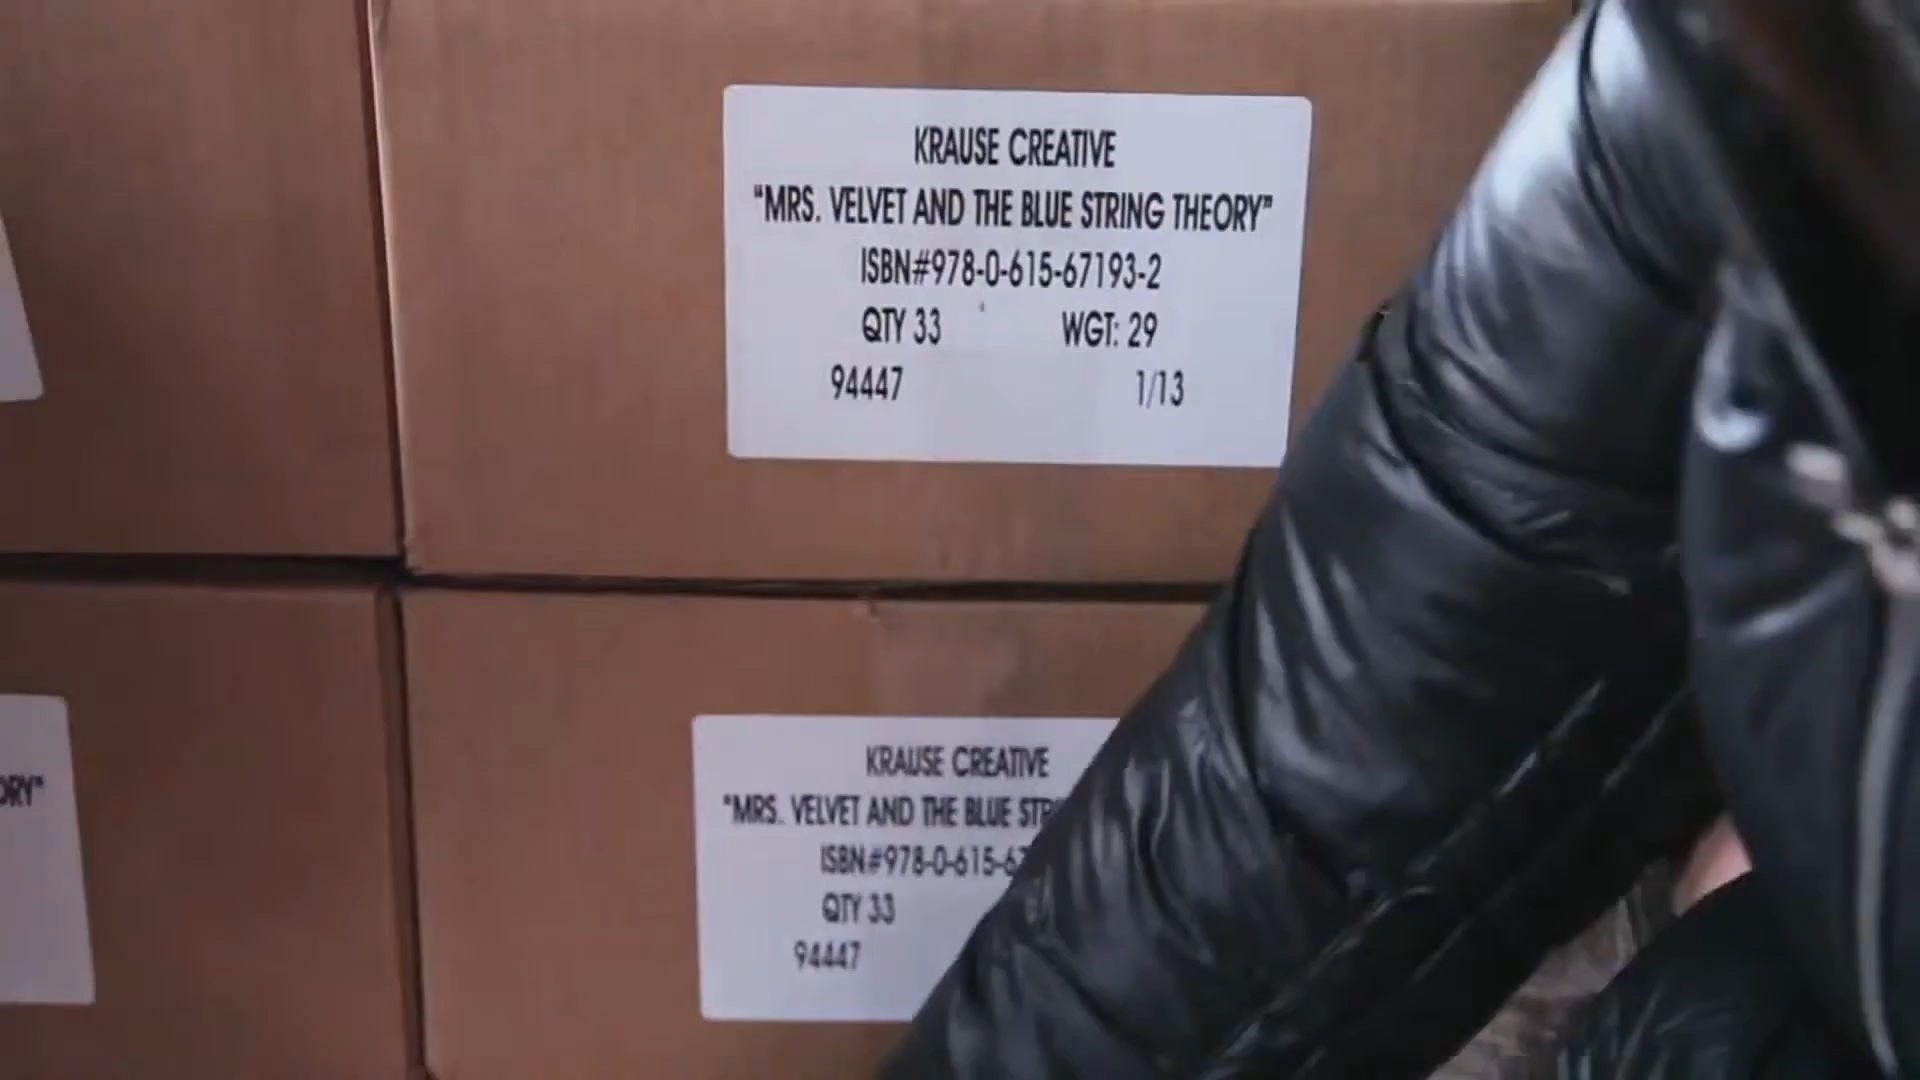 KRAUSE CREATIVE
“MRS. VELVET AND THE BLUE STRING THEORY”
ISBN#978-0-615-67193-2
QTY 33 WGT: 29
94447 1/13
KRAUSE CREATIVE
“MRS. VELVET AND THE BLUE STR
ISBN#978-0-615-67
QTY 33
94447
ORY”